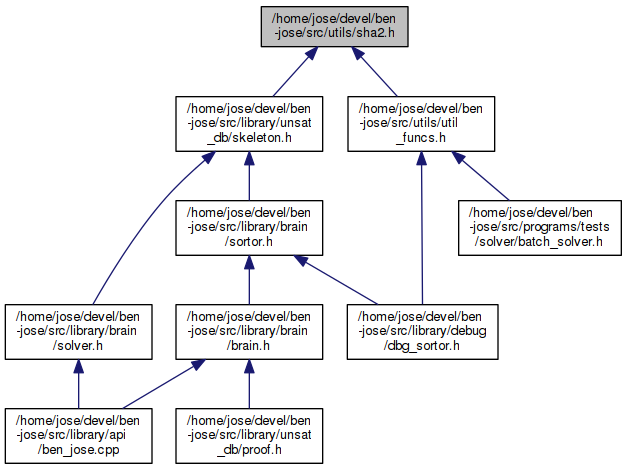 /home/jose/devel/ben
-jose/src/utils/sha2.h
/home/jose/devel/ben
-jose/src/library/unsat
_db/skeleton.h
/home/jose/devel/ben
-jose/src/utils/util
_funcs.h
/home/jose/devel/ben
-jose/src/library/brain
/sortor.h
/home/jose/devel/ben
-jose/src/programs/tests
/solver/batch_solver.h
/home/jose/devel/ben
-jose/src/library/brain
/solver.h
/home/jose/devel/ben
-jose/src/library/brain
/brain.h
/home/jose/devel/ben
-jose/src/library/debug
/dbg_sortor.h
/home/jose/devel/ben
-jose/src/library/api
/ben_jose.cpp
/home/jose/devel/ben
-jose/src/library/unsat
_db/proof.h